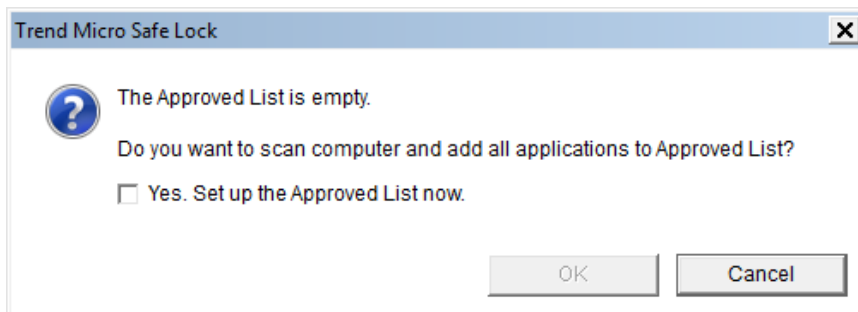 Trend Micro Safe Lock
The Approved List is empty.
Do you want to scan computer and add all applications to Approved List?
Yes. Set up the Approved List now.
OK
Cancel